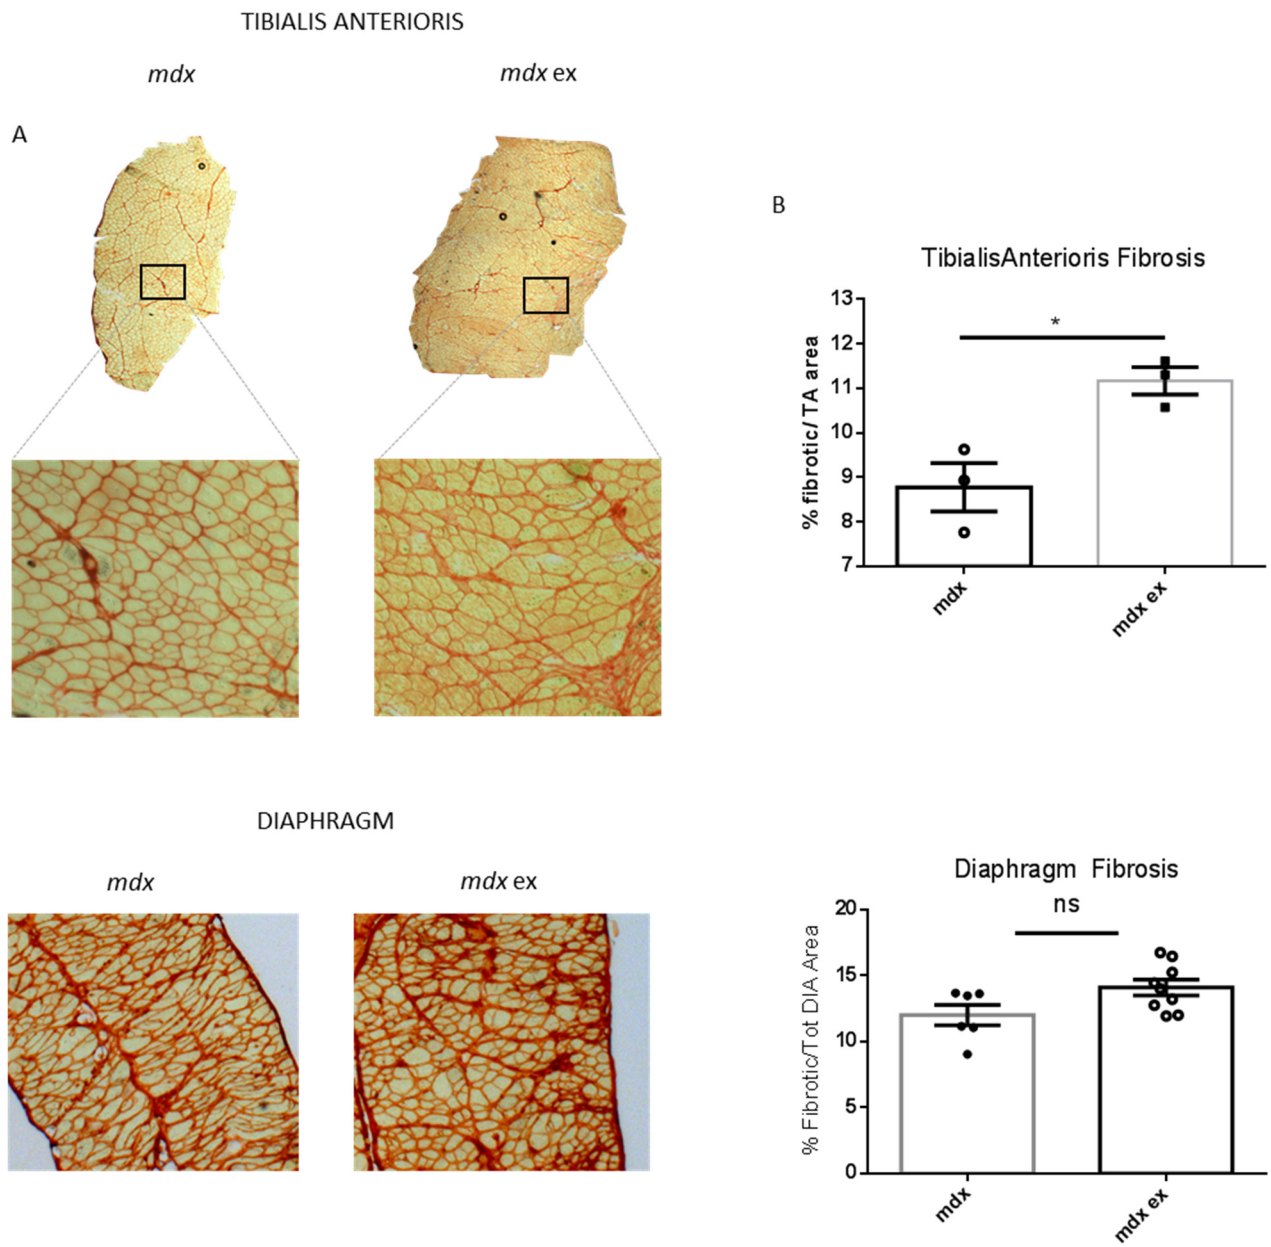 TIBIALIS ANTERIORIS
mdx
mdx ex
A
B
TibialisAnterioris Fibrosis
% fibrotic/ TA area
13
12
11
10
9
8
7
*
mdx
mdx ex
DIAPHRAGM
mdx
mdx ex
Diaphragm Fibrosis
ns
% Fibrotic/Tot DIA Area
20
15
10
5
0
mdx
mdx ex